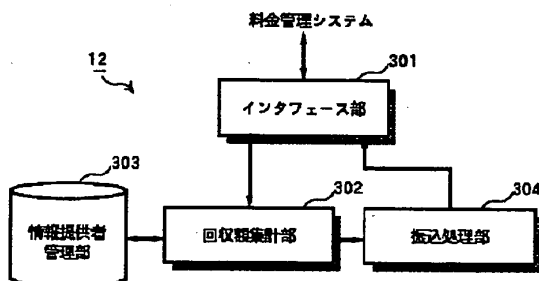 料金管理システム
12
301
インタフェース部
303
302
304
情報提供者
管理部
回収額集計部
振込処理部